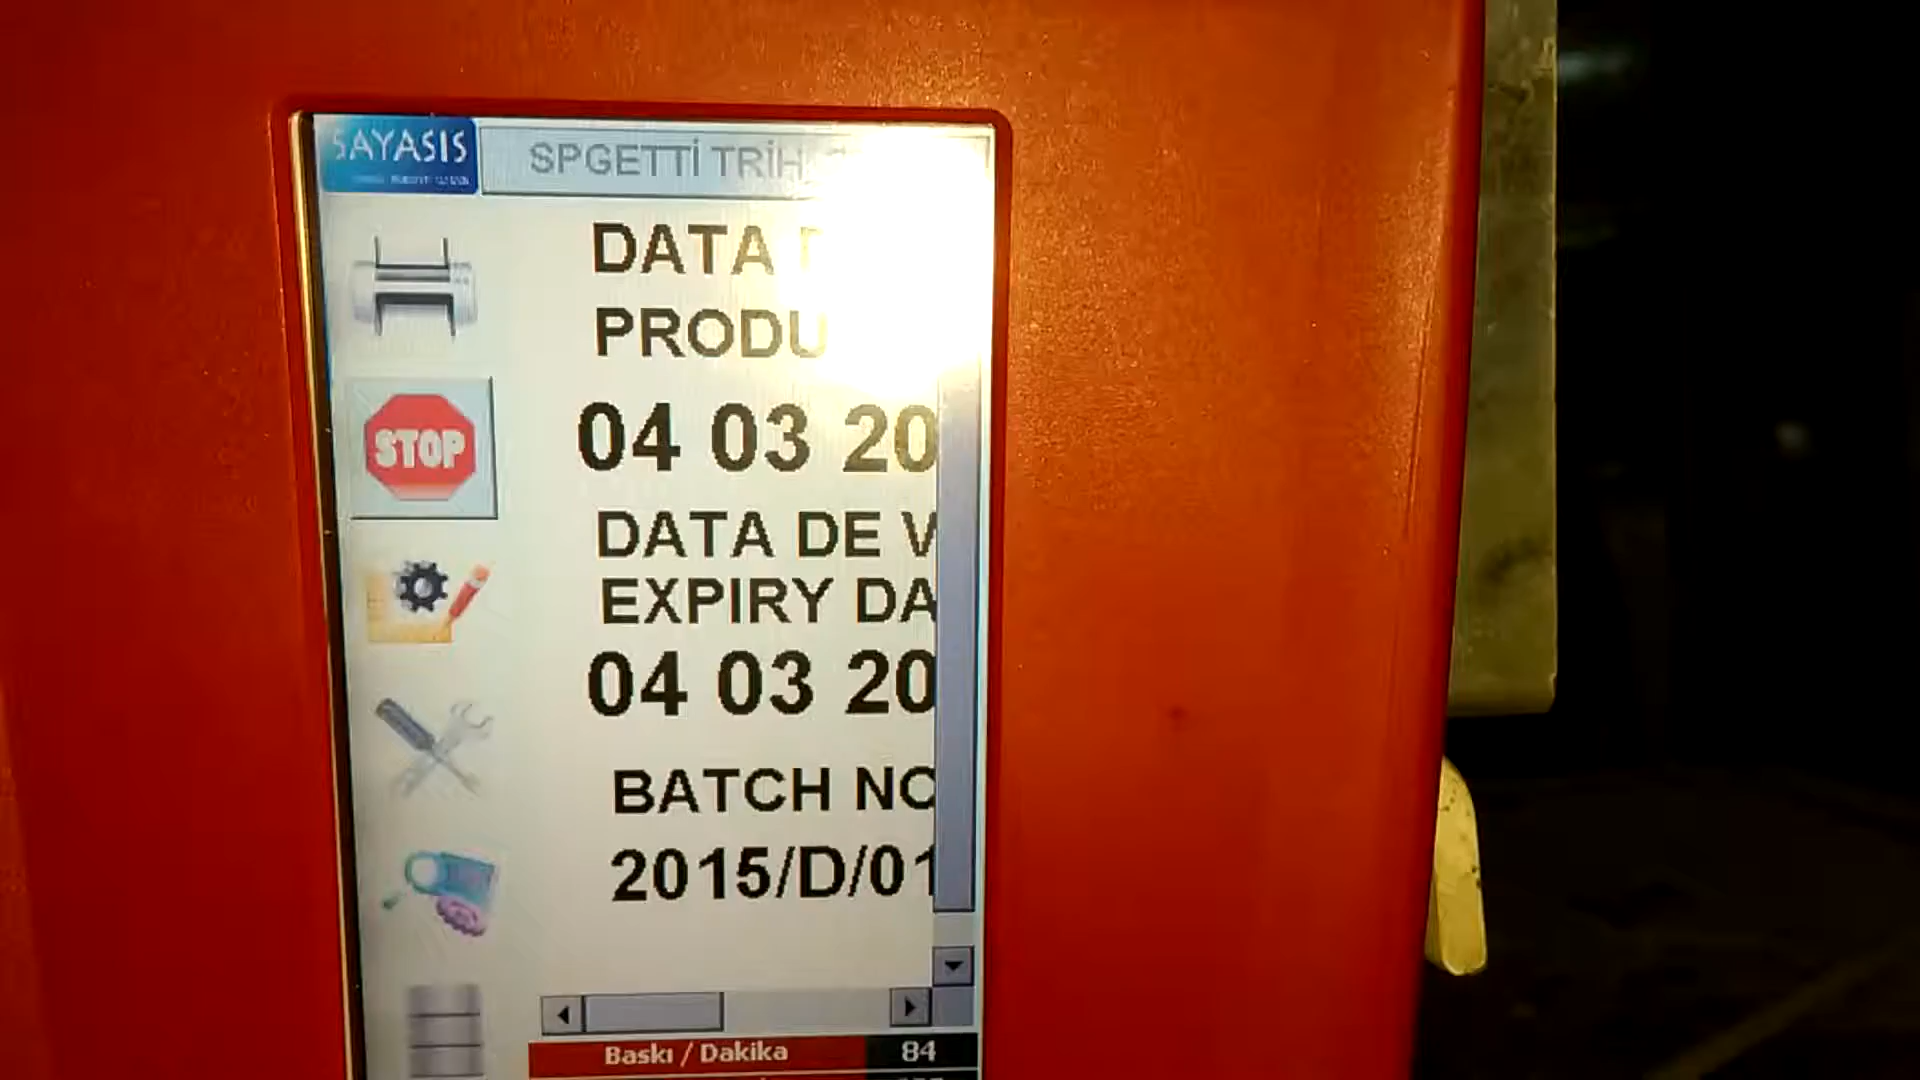 SAYASIS
SPGETTİ TRİH
DATA
PRODU
04 03 20
STOP
DATA DE V
EXPIRY DA
04 03 20
BATCH NO
2015/D/01
Baskı / Dakika 84